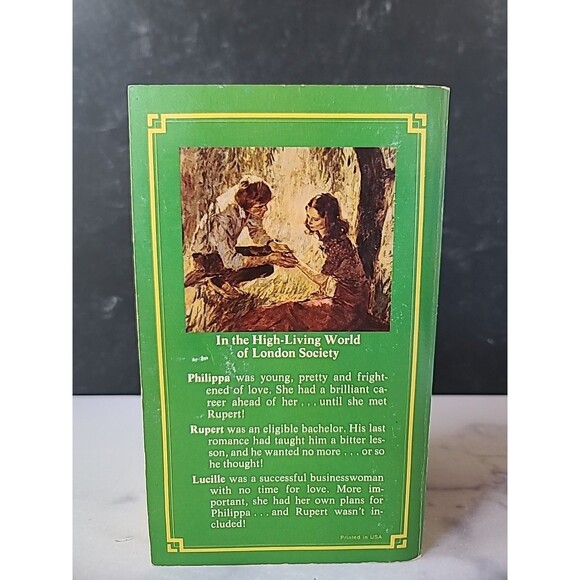 In the High-Living World
of London Society
Philippa was young, pretty and fright-
ened of love. She had a brilliant ca-
reer ahead of her . . . until she met
Rupert!
Rupert was an eligible bachelor. His last
romance had taught him a bitter les-
son, and he wanted no more . . . or so
he thought!
Lucille was a successful businesswoman
with no time for love. More im-
portant, she had her own plans for
Philippa . . . and Rupert wasn't in-
cluded!
Printed in USA